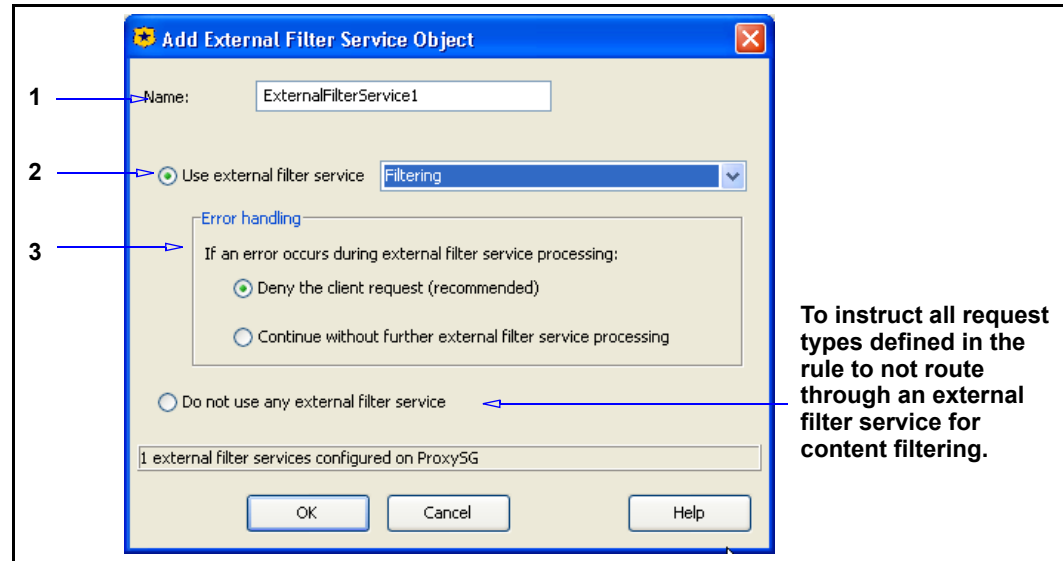 Add External Filter Service Object
1
Name:
ExternalFilterService1
2
Use external filter service
Filtering
Error handling
3
If an error occurs during external filter service processing:
Deny the client request (recommended)
Continue without further external filter service processing
Do not use any external filter service
To instruct all request
types defined in the
rule to not route
through an external
filter service for
content filtering.
1 external filter services configured on ProxySG
OK
Cancel
Help